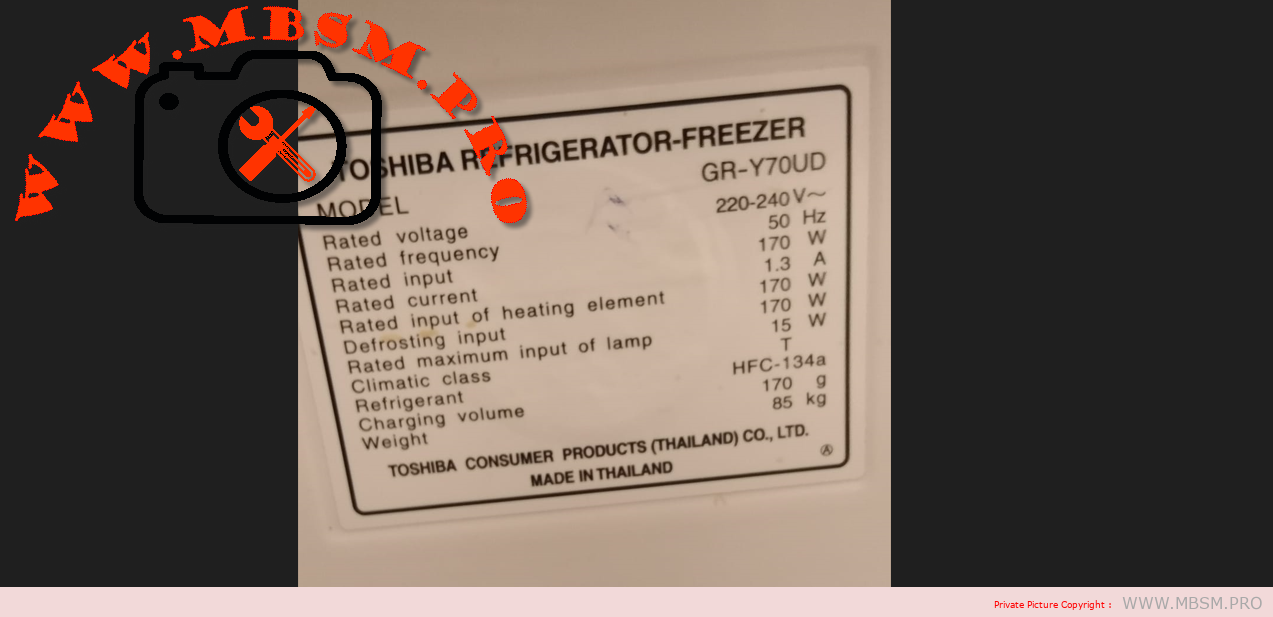 WWW.MBSM.PRO
TOSHIBA REFRIGERATOR-FREEZER
MODEL GR-Y70UD
Rated voltage 220-240 V～
Rated frequency 50 Hz
Rated input 170 W
Rated current 1.3 A
Rated input of heating element 170 W
Defrosting input 170 W
Rated maximum input of lamp 15 W
Climatic class T
Refrigerant HFC-134a
Charging volume 170 g
Weight 85 kg
TOSHIBA CONSUMER PRODUCTS (THAILAND) CO., LTD.
MADE IN THAILAND
Ⓐ
Private Picture Copyright : WWW.MBSM.PRO